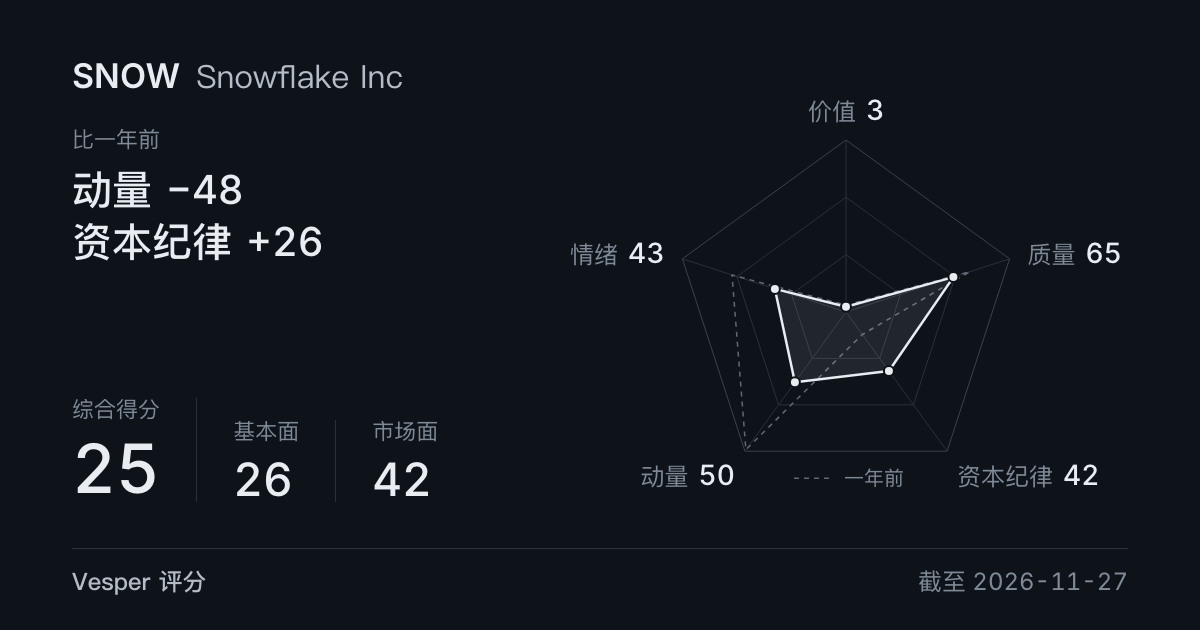 SNOW Snowflake Inc
比一年前
动量 −48
资本纪律 +26
价值 3
情绪 43
质量 65
动量 50
一年前
资本纪律 42
综合得分
25
基本面
26
市场面
42
Vesper 评分
截至 2026-11-27